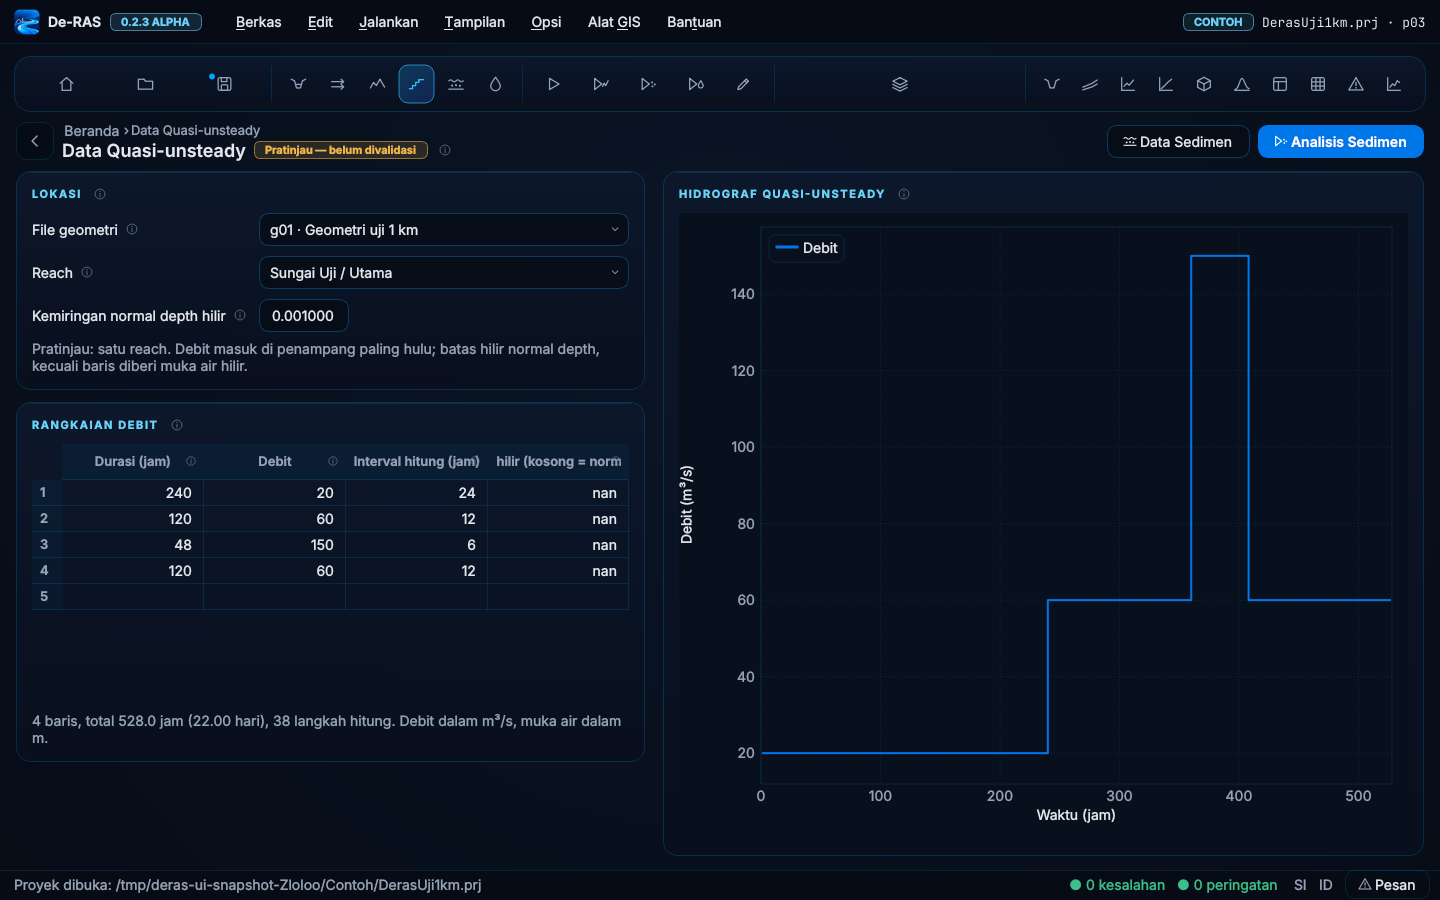 De-RAS
0.2.3 ALPHA
Berkas
Edit
Jalankan
Tampilan
Opsi
Alat GIS
Bantuan
CONTOH
DerasUji1km.prj · p03
Beranda › Data Quasi-unsteady
Data Quasi-unsteady
Pratinjau — belum divalidasi
Data Sedimen
Analisis Sedimen
LOKASI
File geometri
g01 · Geometri uji 1 km
Reach
Sungai Uji / Utama
Kemiringan normal depth hilir
0.001000
Pratinjau: satu reach. Debit masuk di penampang paling hulu; batas hilir normal depth,
kecuali baris diberi muka air hilir.
RANGKAIAN DEBIT
Durasi (jam) Debit Interval hitung (jam) hilir (kosong = norm
1 240 20 24 nan
2 120 60 12 nan
3 48 150 6 nan
4 120 60 12 nan
5
4 baris, total 528.0 jam (22.00 hari), 38 langkah hitung. Debit dalam m³/s, muka air dalam
m.
HIDROGRAF QUASI-UNSTEADY
Debit
Debit (m³/s)
140
120
100
80
60
40
20
0 100 200 300 400 500
Waktu (jam)
Proyek dibuka: /tmp/deras-ui-snapshot-Zloloo/Contoh/DerasUji1km.prj
0 kesalahan
0 peringatan
SI
ID
Pesan